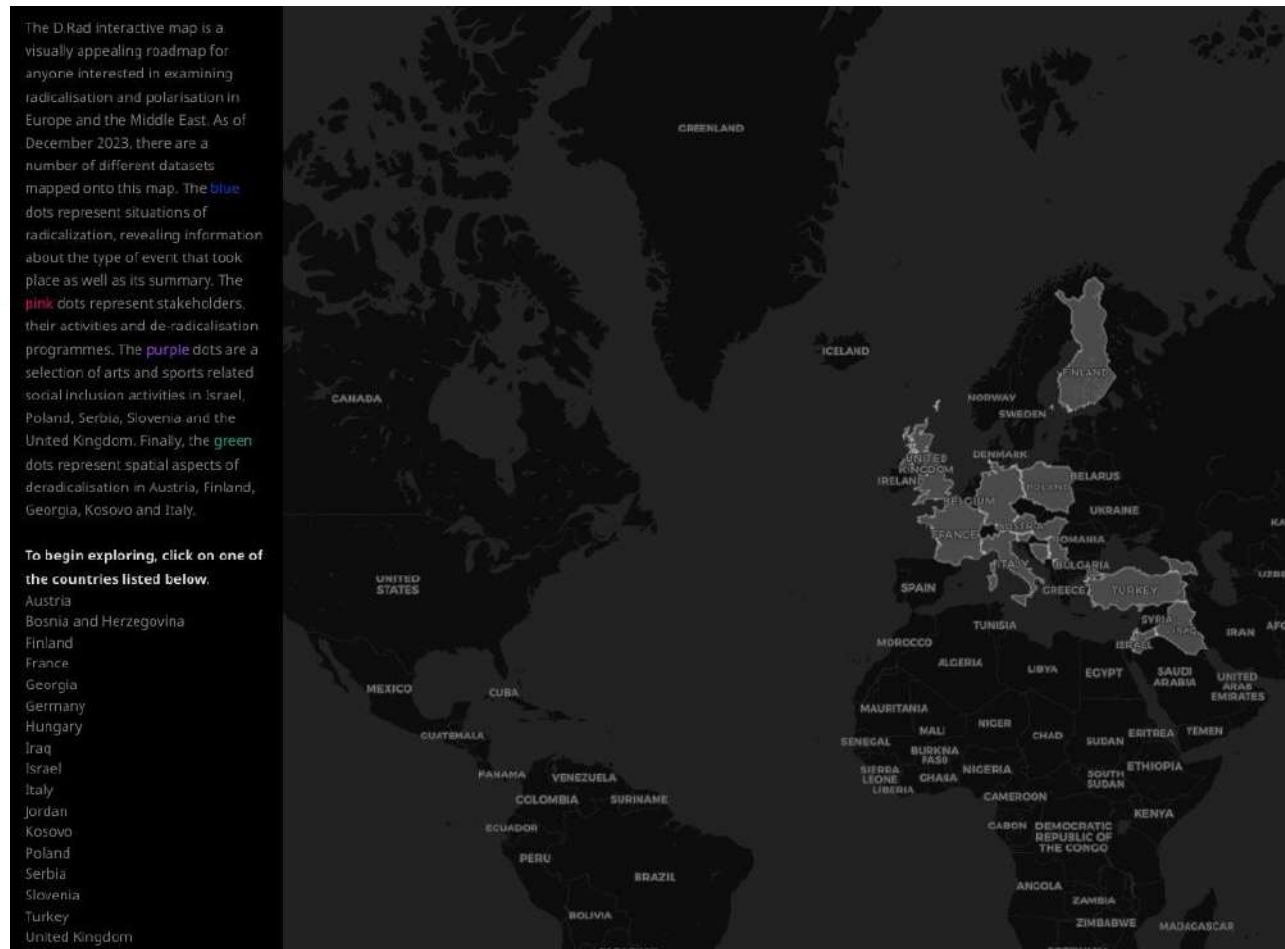 The D.Rad interactive map is a
visually appealing roadmap for
anyone interested in examining
radicalisation and polarisation in
Europe and the Middle East. As of
December 2023, there are a
number of different datasets
mapped onto this map. The blue
dots represent situations of
radicalization, revealing information
about the type of event that took
place as well as its summary. The
pink dots represent stakeholders,
their activities and de-radicalisation
programmes. The purple dots are a
selection of arts and sports related
social inclusion activities in Israel,
Poland, Serbia, Slovenia and the
United Kingdom. Finally, the green
dots represent spatial aspects of
deradicalisation in Austria, Finland,
Georgia, Kosovo and Italy.
To begin exploring, click on one of
the countries listed below.
Austria
Bosnia and Herzegovina
Finland
France
Georgia
Germany
Hungary
Iraq
Israel
Italy
Jordan
Kosovo
Poland
Serbia
Slovenia
Turkey
United Kingdom
GREENLAND
ICELAND
FINLAND
CANADA
NORWAY
SWEDEN
UNITED
KINGDOM
DENMARK
IRELAND
POLAND
BELARUS
BELGIUM
UKRAINE
FRANCE
AUSTRIA
ROMANIA
ITALY
BULGARIA
UNITED
STATES
SPAIN
GREECE
TURKEY
TUNISIA
SYRIA
IRAQ
IRAN
MOROCCO
ISRAEL
ALGERIA
LIBYA
EGYPT
SAUDI
ARABIA
UNITED
ARAB
EMIRATES
MEXICO
CUBA
MAURITANIA
GUATEMALA
MALI
NIGER
CHAD
SUDAN
ERITREA
YEMEN
SENEGAL
BURKINA
FASO
PANAMA
VENEZUELA
SIERRA
LEONE
GHANA
NIGERIA
SOUTH
SUDAN
ETHIOPIA
LIBERIA
COLOMBIA
SURINAME
CAMEROON
KENYA
ECUADOR
GABON
DEMOCRATIC
REPUBLIC OF
THE CONGO
PERU
BRAZIL
ANGOLA
ZAMBIA
BOLIVIA
ZIMBABWE
MADAGASCAR